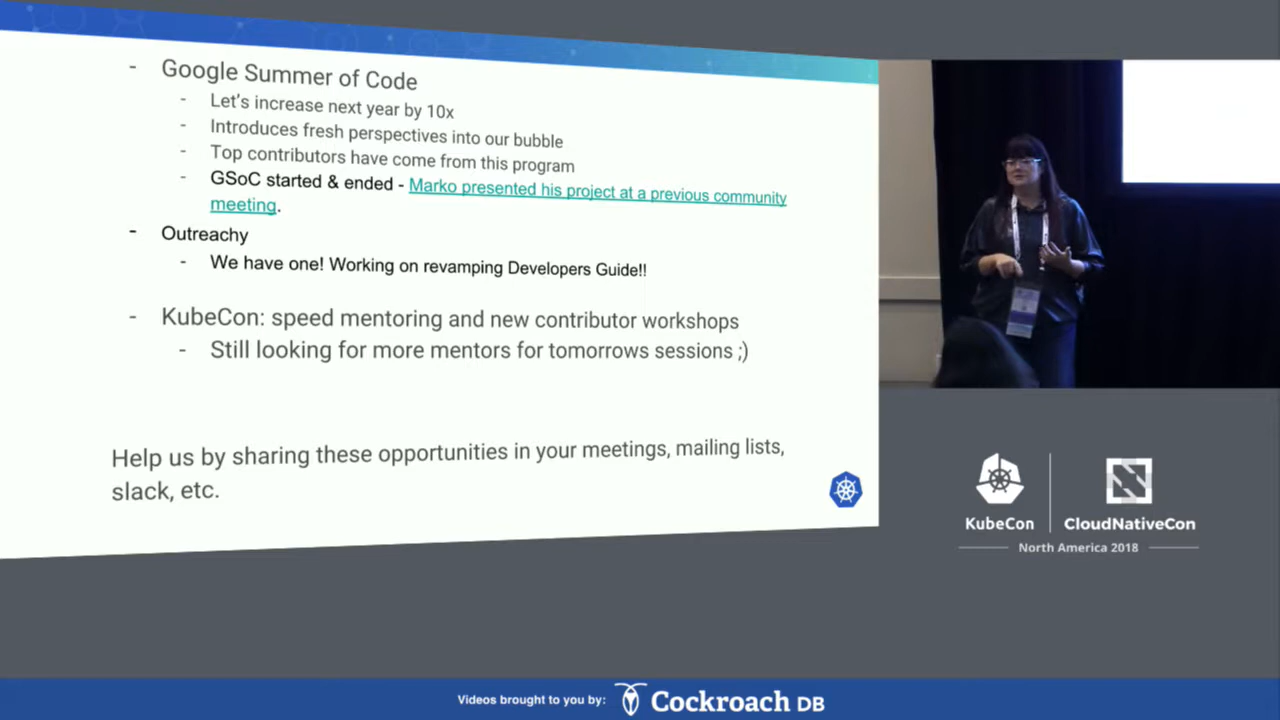 - Google Summer of Code
- Let's increase next year by 10x
- Introduces fresh perspectives into our bubble
- Top contributors have come from this program
- GSoC started & ended - Marko presented his project at a previous community
meeting.
- Outreachy
- We have one! Working on revamping Developers Guide!!
- KubeCon: speed mentoring and new contributor workshops
- Still looking for more mentors for tomorrows sessions ;)
Help us by sharing these opportunities in your meetings, mailing lists,
slack, etc.
KubeCon
CloudNativeCon
North America 2018
Videos brought to you by: Cockroach DB